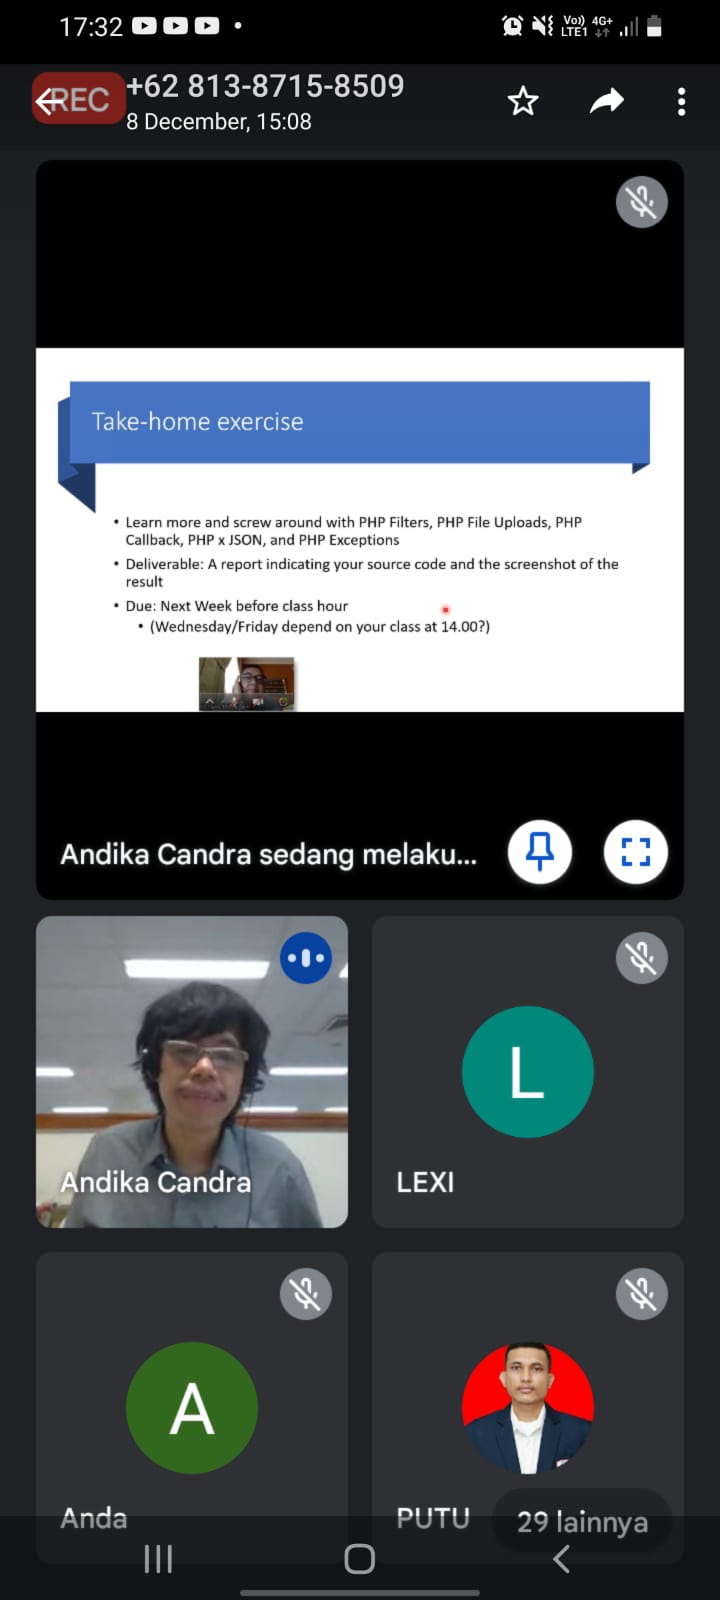 17:32
Vo)) 4G+
LTE1
REC
+62 813-8715-8509
8 December, 15:08
Take-home exercise
• Learn more and screw around with PHP Filters, PHP File Uploads, PHP
Callback, PHP x JSON, and PHP Exceptions
• Deliverable: A report indicating your source code and the screenshot of the
result
• Due: Next Week before class hour
• (Wednesday/Friday depend on your class at 14.00?)
Andika Candra sedang melaku...
Andika Candra
L
LEXI
A
Anda
PUTU
29 lainnya